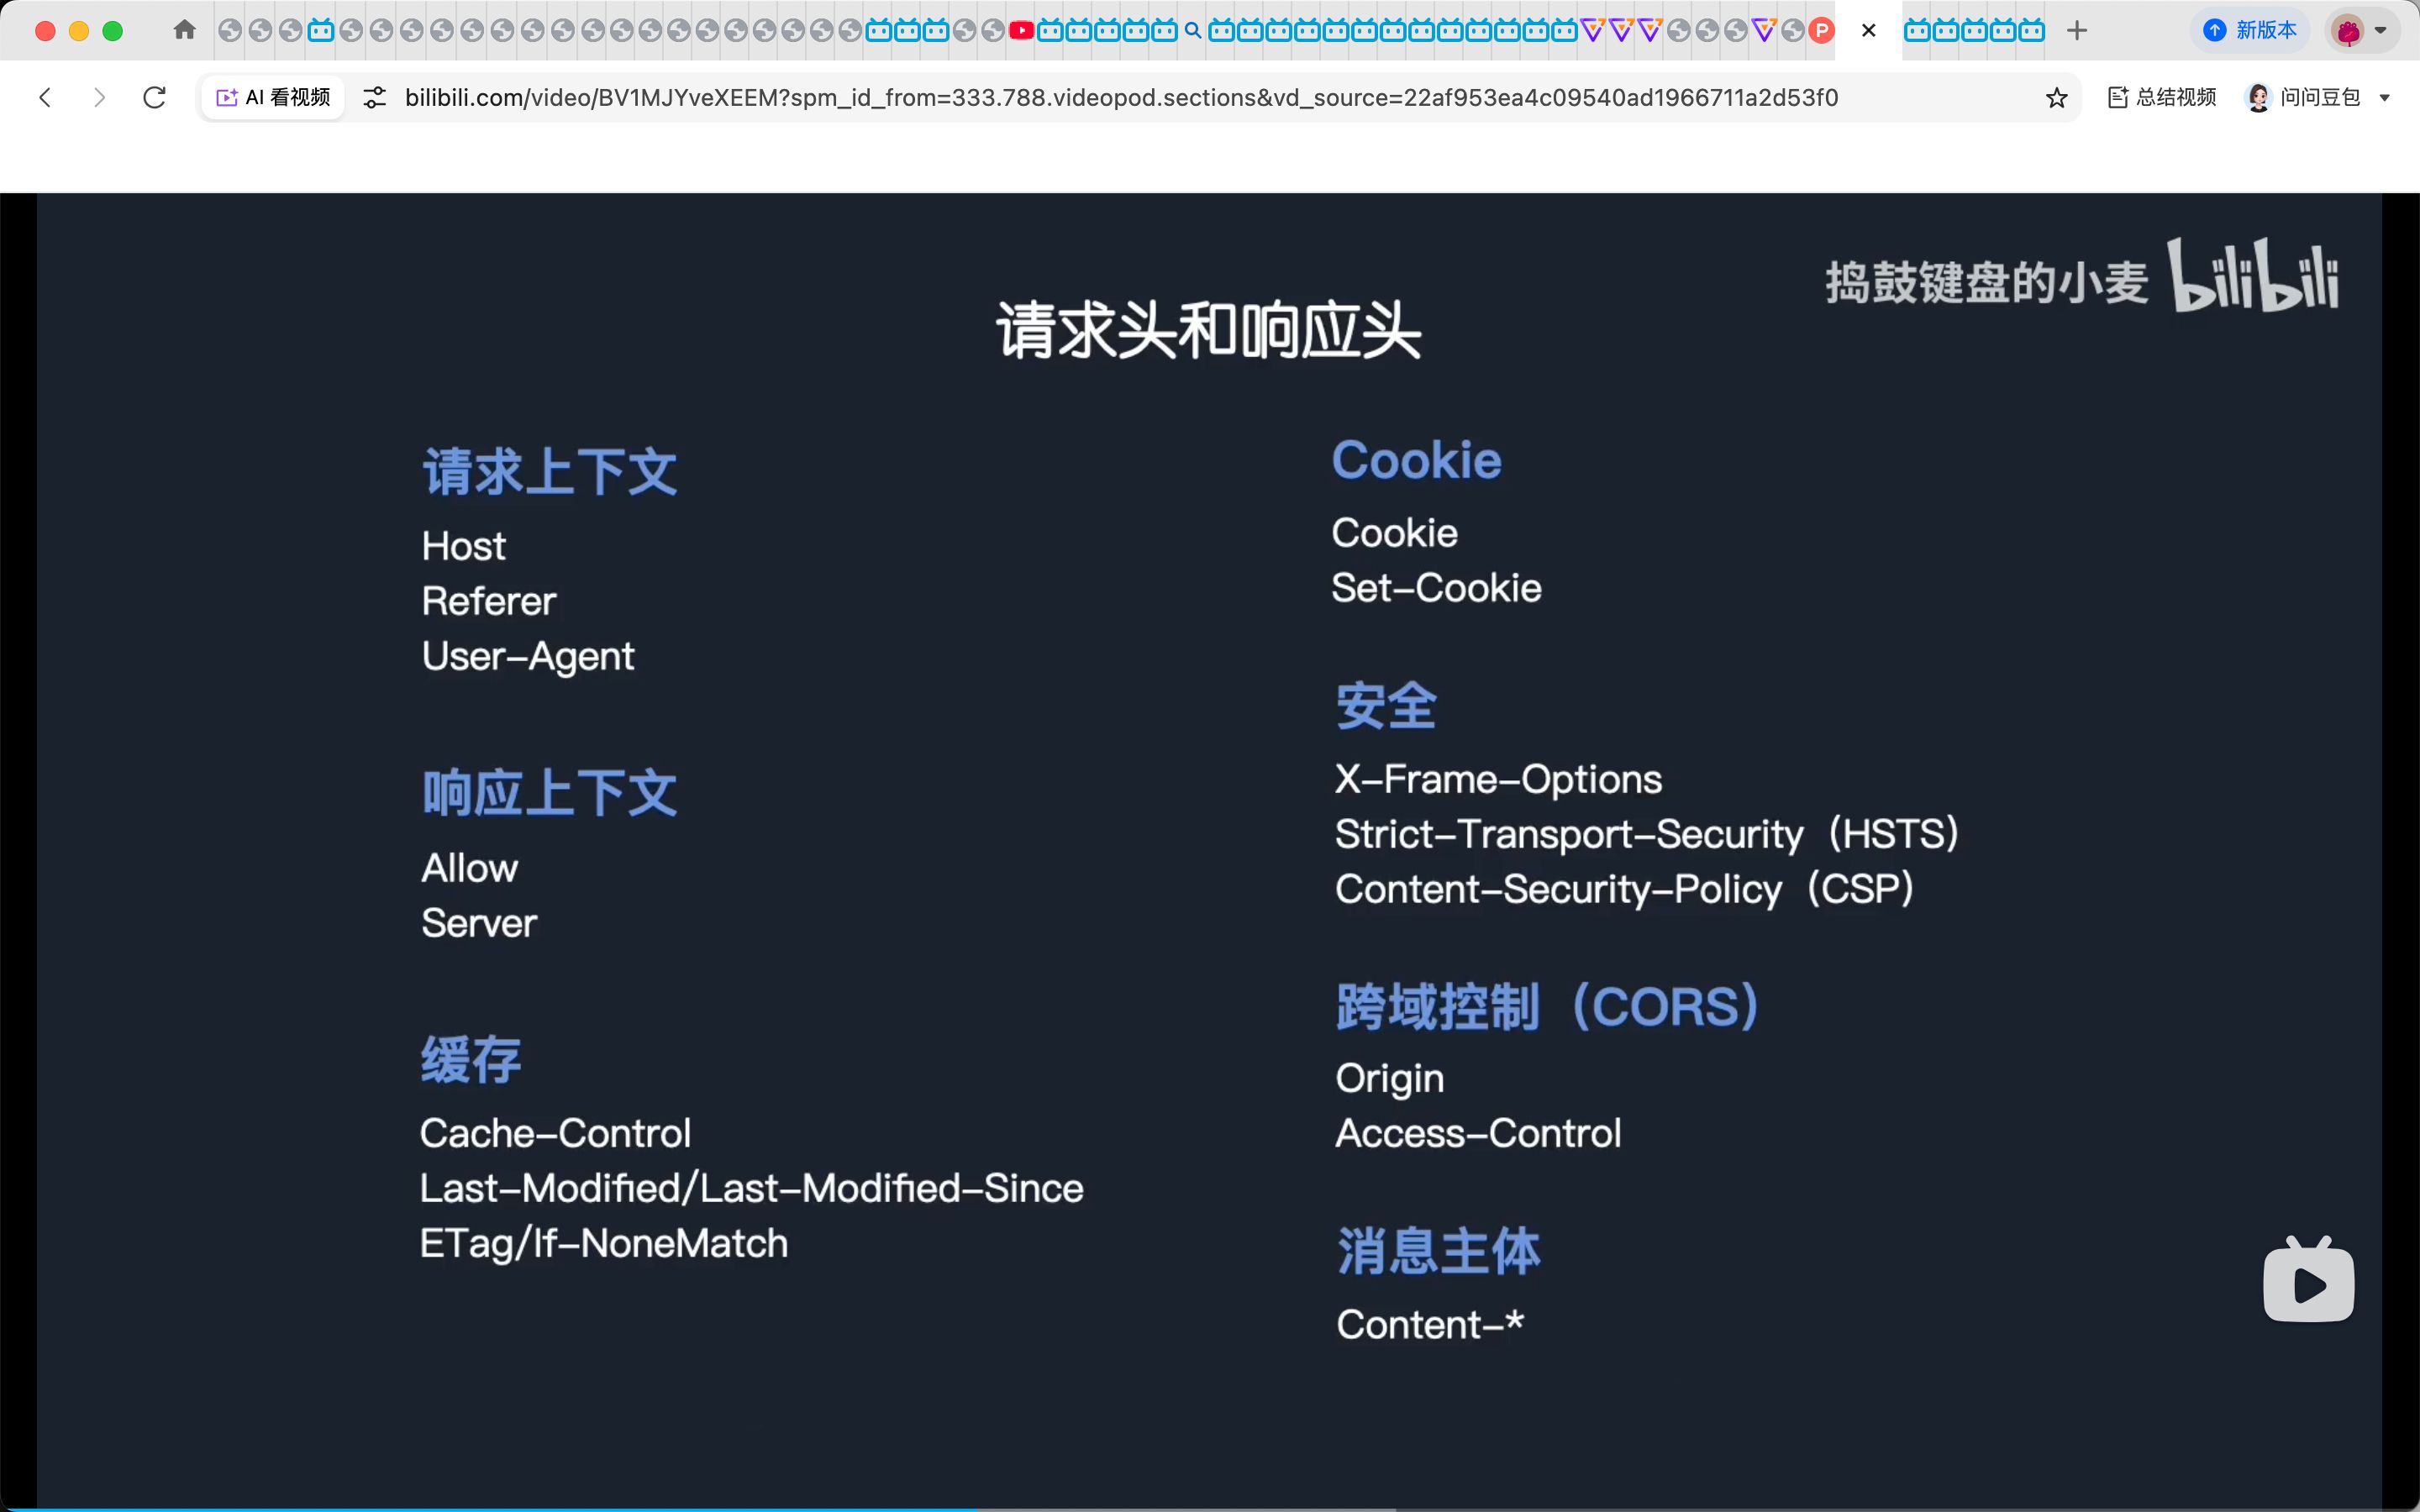 新版本
AI 看视频
bilibili.com/video/BV1MJYveXEEM?spm_id_from=333.788.videopod.sections&vd_source=22af953ea4c09540ad1966711a2d53f0
总结视频
问问豆包
捣鼓键盘的小麦 bilibili
请求头和响应头
请求上下文
Host
Referer
User-Agent
响应上下文
Allow
Server
缓存
Cache-Control
Last-Modified/Last-Modified-Since
ETag/If-NoneMatch
Cookie
Cookie
Set-Cookie
安全
X-Frame-Options
Strict-Transport-Security（HSTS）
Content-Security-Policy（CSP）
跨域控制（CORS）
Origin
Access-Control
消息主体
Content-*